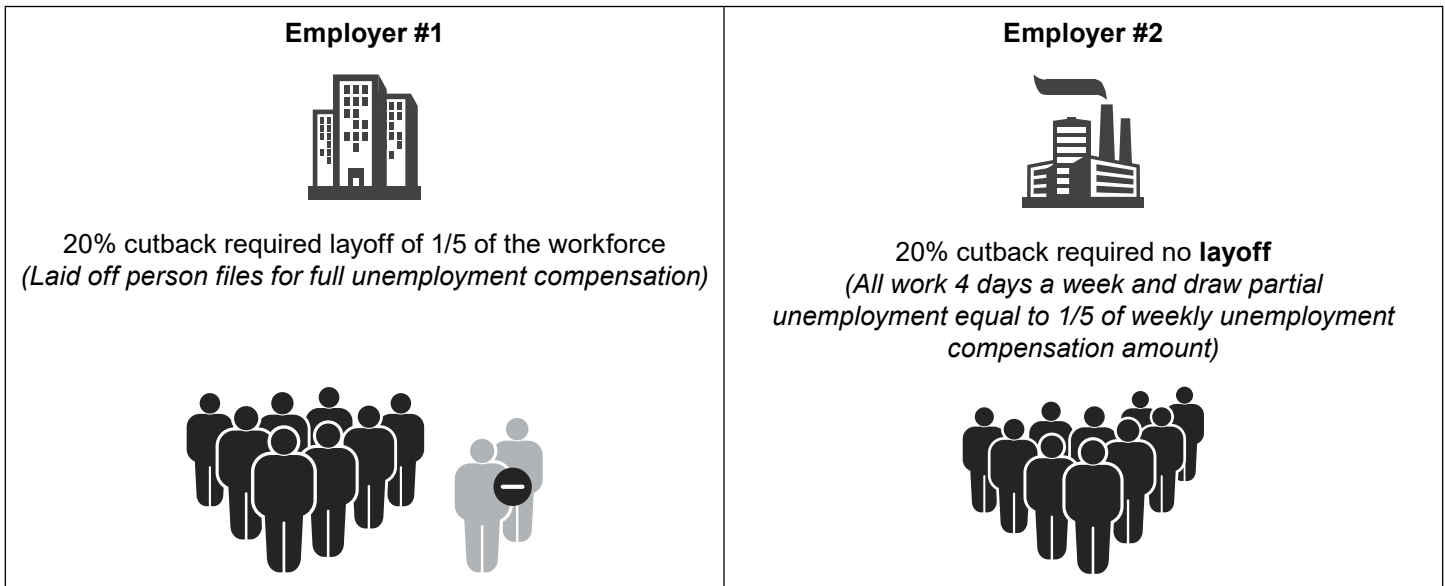 Employer #1
20% cutback required layoff of 1/5 of the workforce
(Laid off person files for full unemployment compensation)
Employer #2
20% cutback required no layoff
(All work 4 days a week and draw partial
unemployment equal to 1/5 of weekly unemployment
compensation amount)